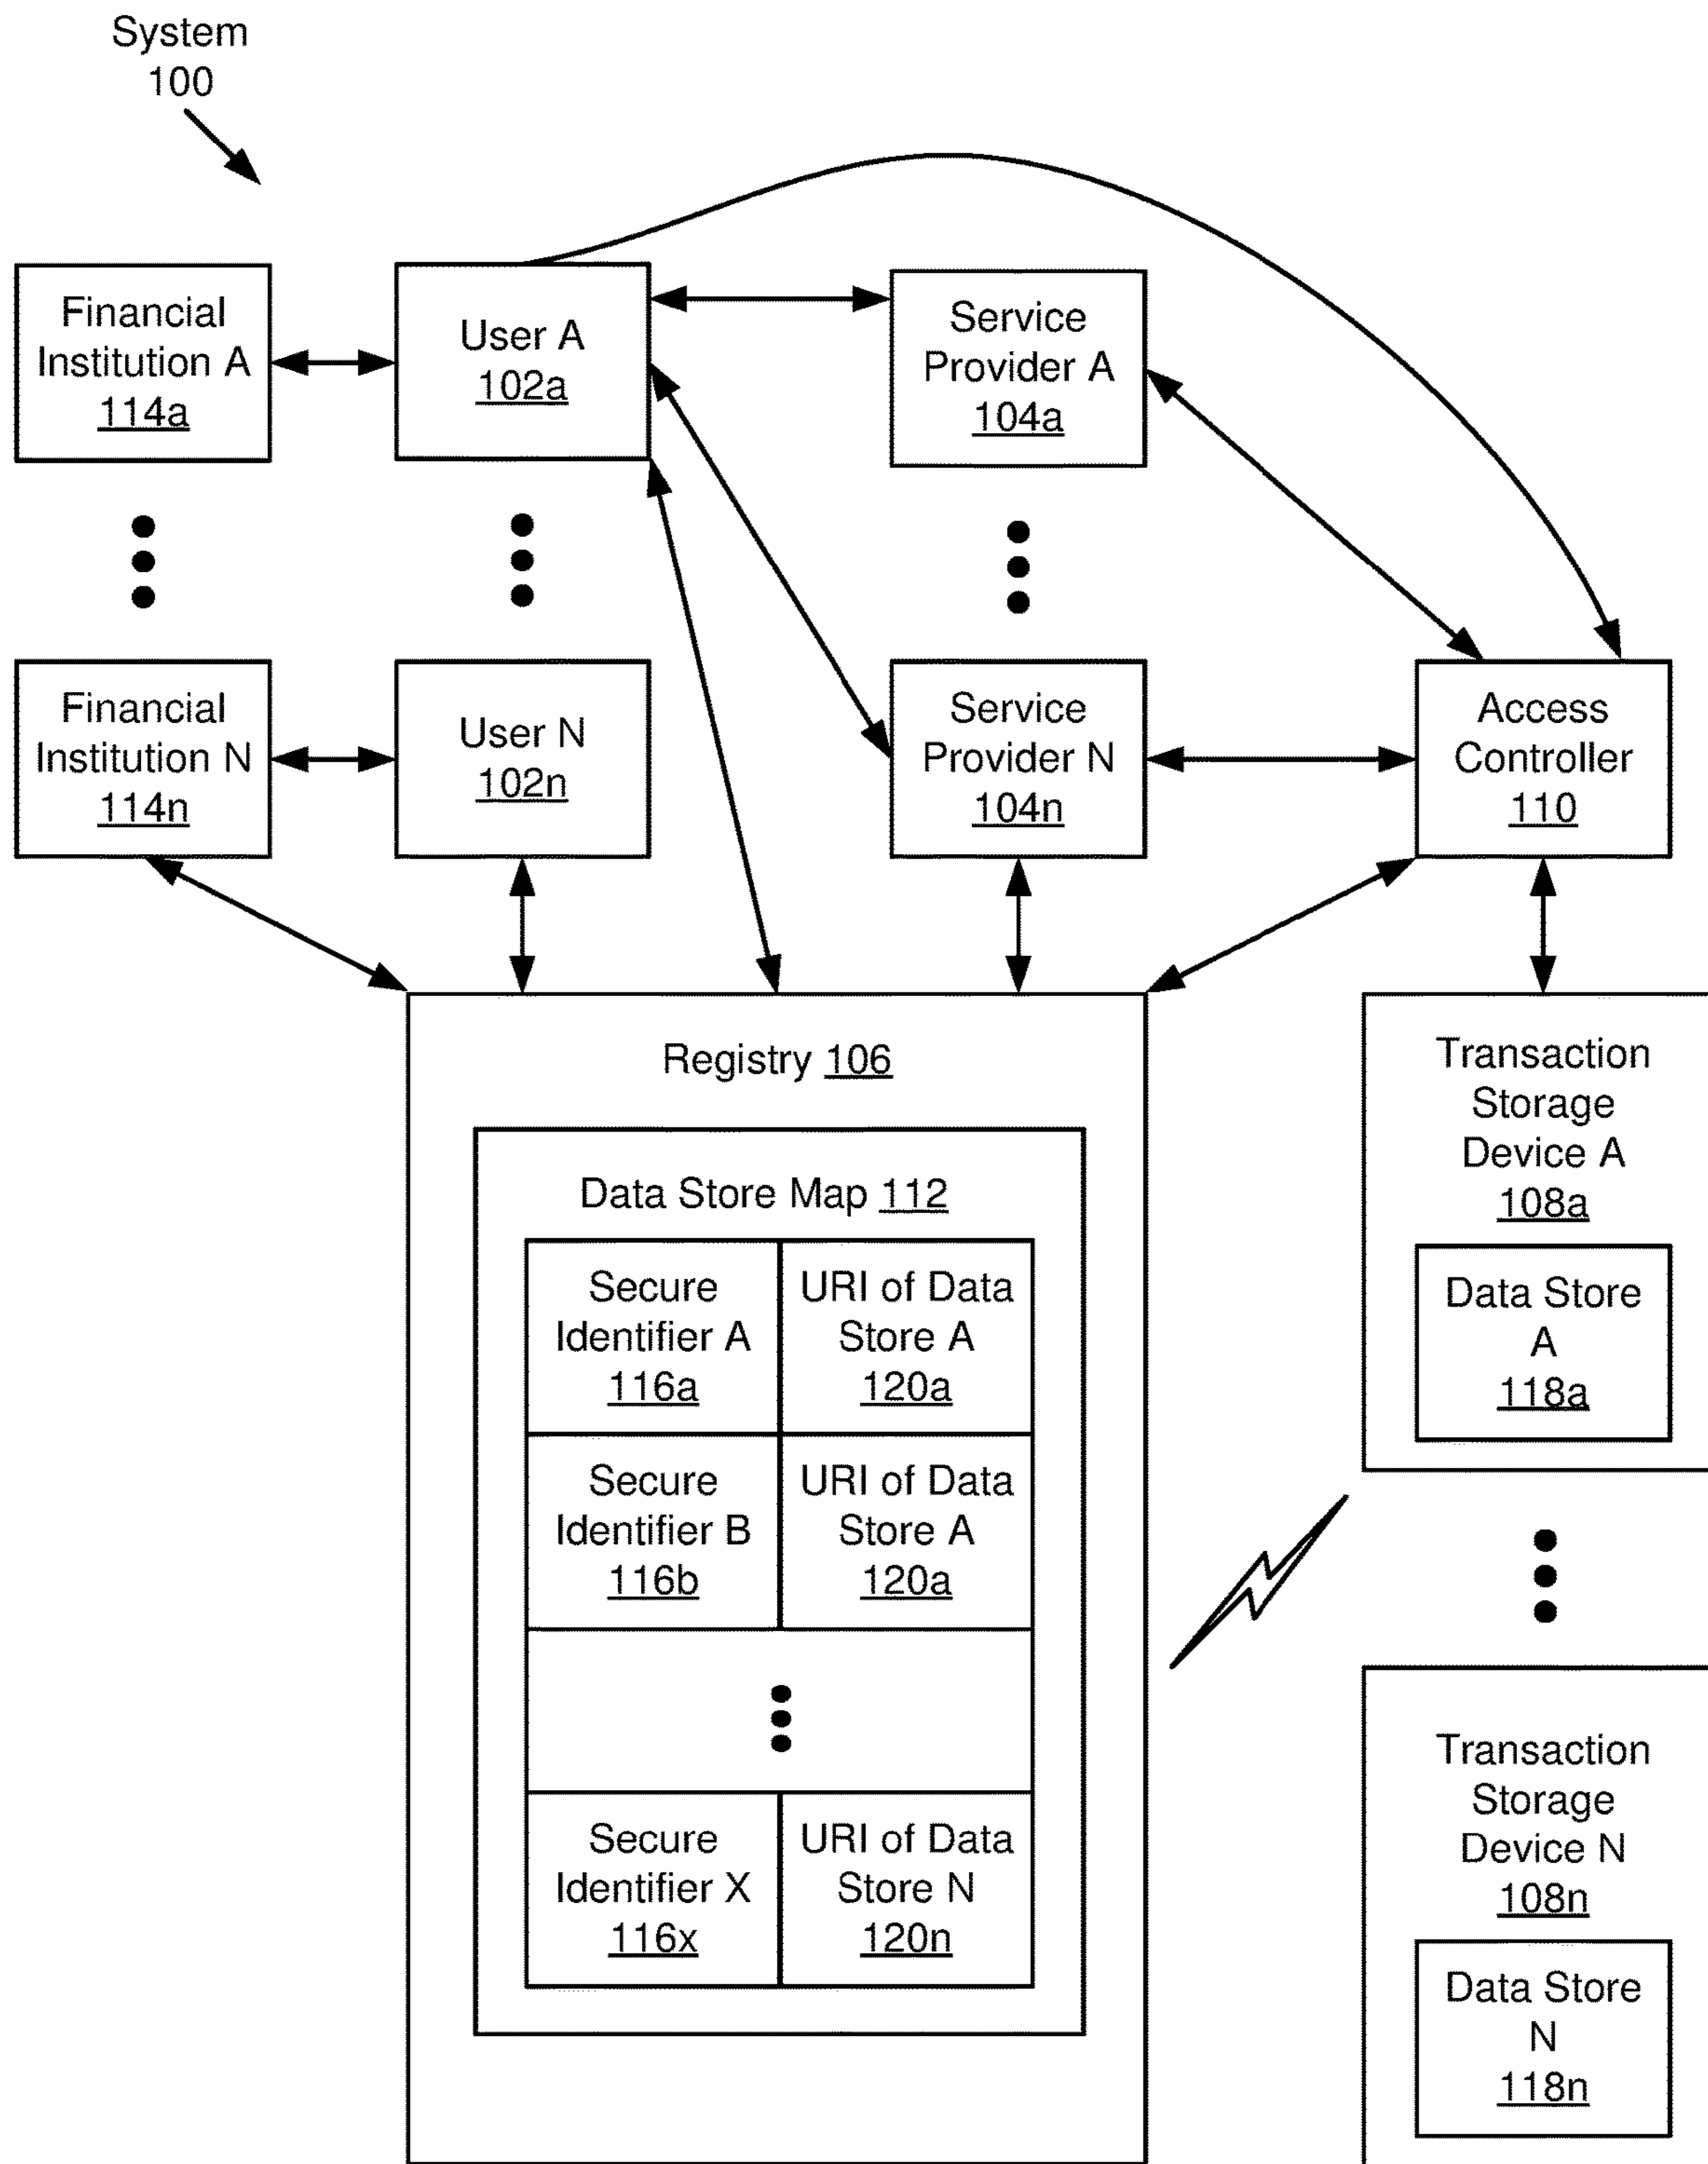 System
100
Financial
Institution A
114a
User A
102a
Service
Provider A
104a
Financial
Institution N
114n
User N
102n
Service
Provider N
104n
Access
Controller
110
Registry 106
Data Store Map 112
Secure
Identifier A
116a
URI of Data
Store A
120a
Secure
Identifier B
116b
URI of Data
Store A
120a
Secure
Identifier X
116x
URI of Data
Store N
120n
Transaction
Storage
Device A
108a
Data Store
A
118a
Transaction
Storage
Device N
108n
Data Store
N
118n